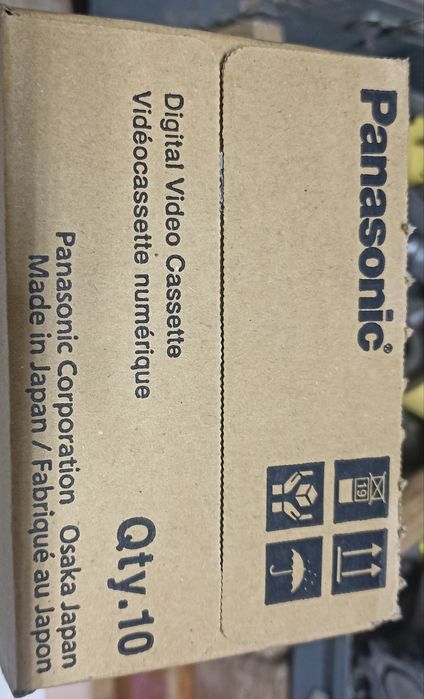 Panasonic®
19
Digital Video Cassette
Vidéocassette numérique
Qty.10
Panasonic Corporation Osaka Japan
Made in Japan / Fabriqué au Japon